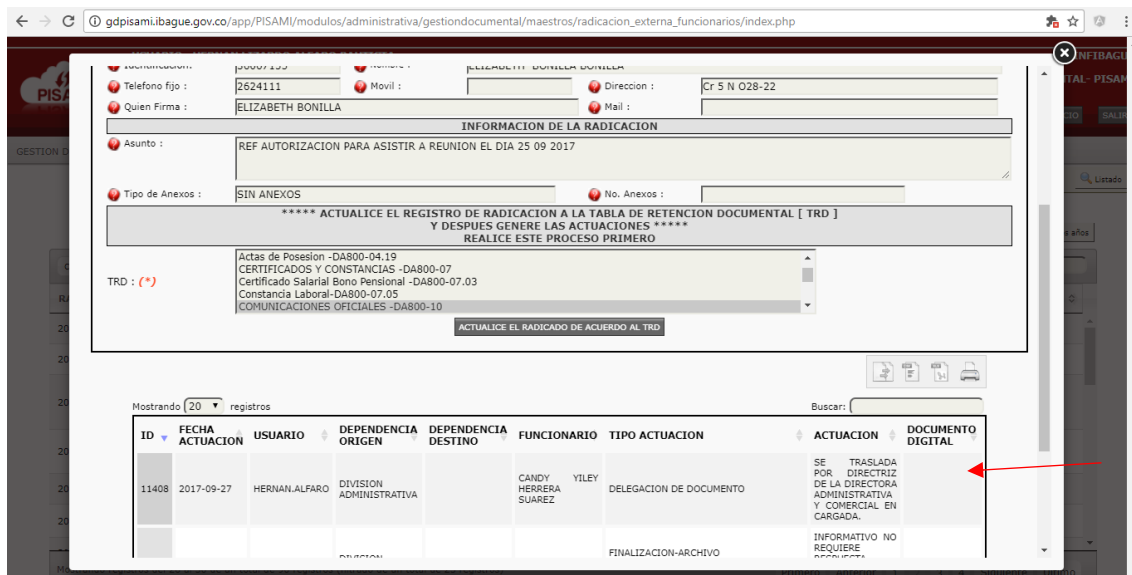 gdpisami.ibague.gov.co/app/PISAMI/modulos/administrativa/gestiondocumental/maestros/radicacion_externa_funcionarios/index.php
INFIBAGU
PISA
TAL- PISAM
CIO SALIR
GESTION D
Listado
s años
Telefono fijo : 2624111 Movil : Direccion : Cr 5 N O28-22
Quien Firma : ELIZABETH BONILLA Mail :
INFORMACION DE LA RADICACION
Asunto : REF AUTORIZACION PARA ASISTIR A REUNION EL DIA 25 09 2017
Tipo de Anexos : SIN ANEXOS No. Anexos :
***** ACTUALICE EL REGISTRO DE RADICACION A LA TABLA DE RETENCION DOCUMENTAL [ TRD ]
Y DESPUES GENERE LAS ACTUACIONES *****
REALICE ESTE PROCESO PRIMERO
TRD : (*)
Actas de Posesion -DA800-04.19
CERTIFICADOS Y CONSTANCIAS -DA800-07
Certificado Salarial Bono Pensional -DA800-07.03
Constancia Laboral-DA800-07.05
COMUNICACIONES OFICIALES -DA800-10
ACTUALICE EL RADICADO DE ACUERDO AL TRD
Mostrando 20 registros Buscar:
ID FECHA ACTUACION USUARIO DEPENDENCIA ORIGEN DEPENDENCIA DESTINO FUNCIONARIO TIPO ACTUACION ACTUACION DOCUMENTO DIGITAL
11408 2017-09-27 HERNAN.ALFARO DIVISION ADMINISTRATIVA CANDY YILEY HERRERA SUAREZ DELEGACION DE DOCUMENTO SE TRASLADA POR DIRECTRIZ DE LA DIRECTORA ADMINISTRATIVA Y COMERCIAL EN CARGADA.
FINALIZACION-ARCHIVO INFORMATIVO NO REQUIERE